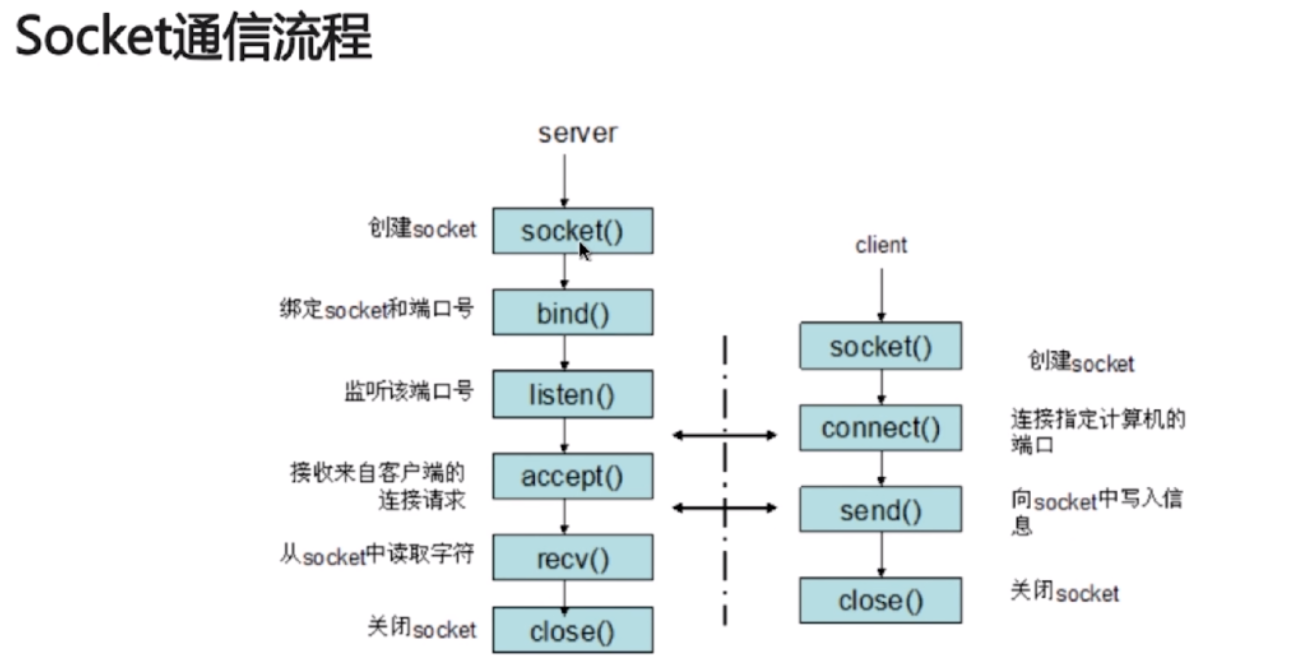 Socket通信流程
server
创建socket
socket()
绑定socket和端口号
bind()
监听该端口号
listen()
接收来自客户端的
连接请求
accept()
从socket中读取字符
recv()
关闭socket
close()
client
socket()
创建socket
connect()
连接指定计算机的
端口
send()
向socket中写入信
息
close()
关闭socket